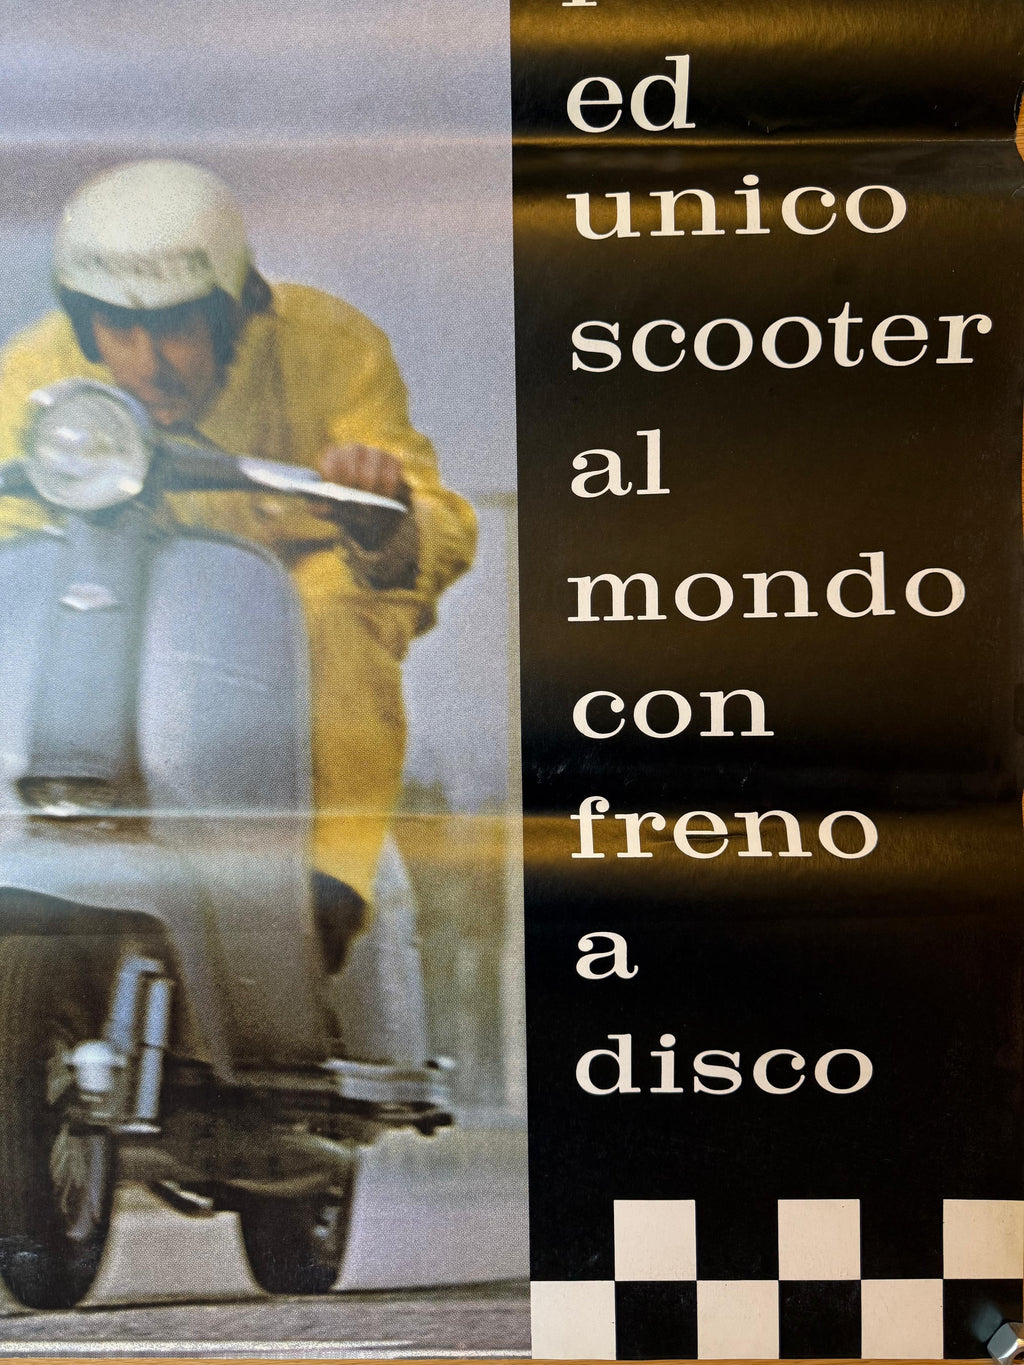 ed
unico
scooter
al
mondo
con
freno
a
disco